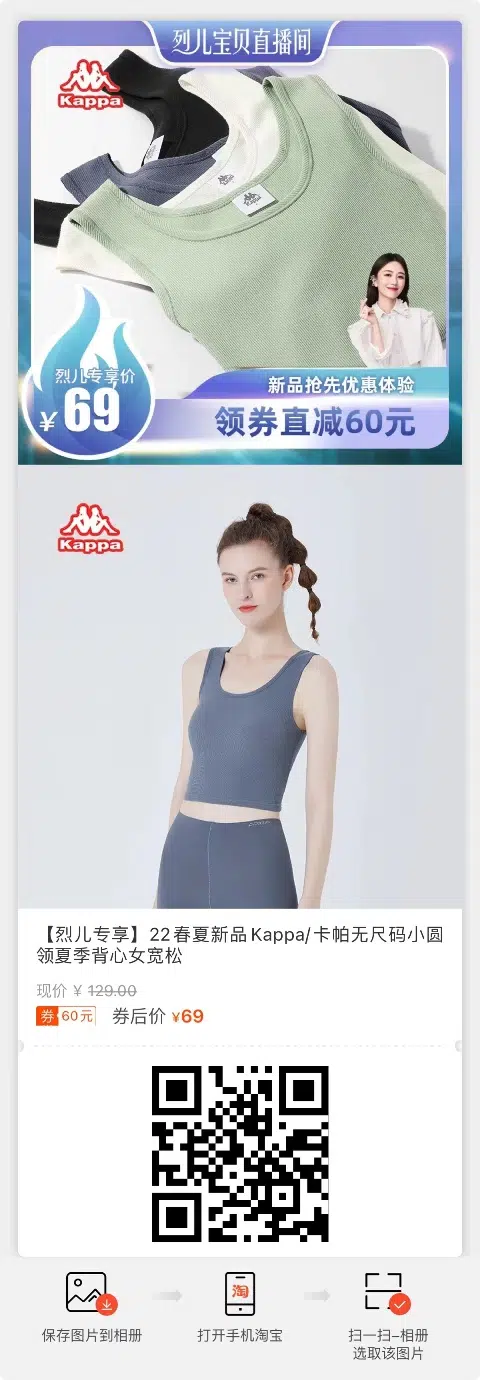 烈儿宝贝直播间
Kappa
Kappa
烈儿专享价
¥69
新品抢先优惠体验
领券直减60元
Kappa
【烈儿专享】22春夏新品Kappa/卡帕无尺码小圆
领夏季背心女宽松
现价 ¥ 129.00
券 60元 券后价 ¥69
淘
保存图片到相册
打开手机淘宝
扫一扫-相册
选取该图片